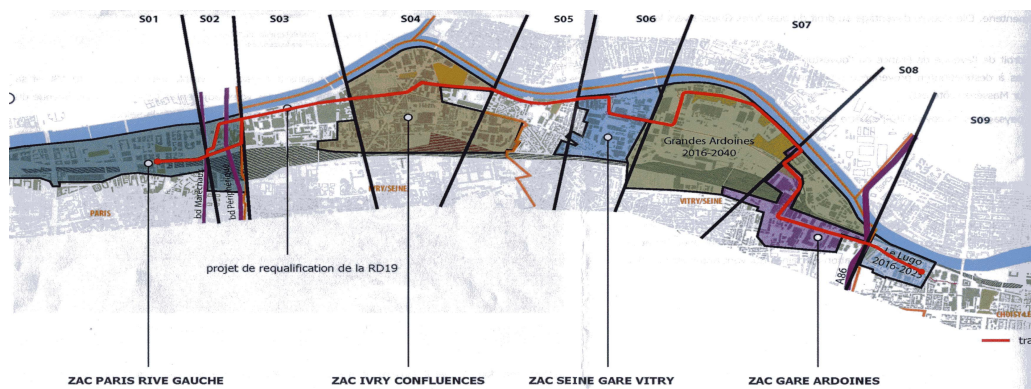 S01
S02
S03
S04
S05
S06
S07
S08
S09
PARIS
bd Maréchaux
bd Périphérique
IVRY/SEINE
VITRY/SEINE
Grandes Ardoines
2016-2040
Le Lugo
2016-2025
A86
projet de requalification de la RD19
ZAC PARIS RIVE GAUCHE
ZAC IVRY CONFLUENCES
ZAC SEINE GARE VITRY
ZAC GARE ARDOINES
tra